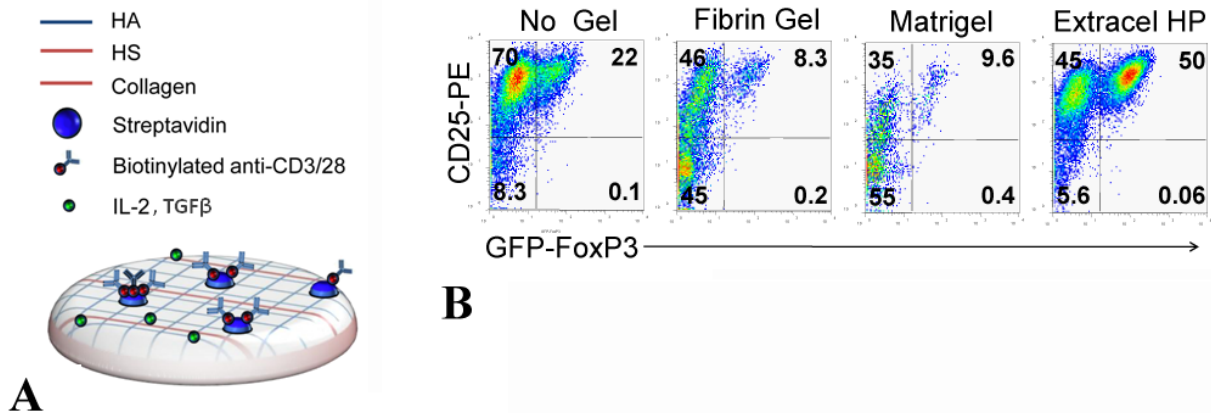 HA
HS
Collagen
Streptavidin
Biotinylated anti-CD3/28
IL-2, TGFβ
A
No Gel Fibrin Gel Matrigel Extracel HP
70 22 46 8.3 35 9.6 45 50
CD25-PE
8.3 0.1 45 0.2 55 0.4 5.6 0.06
GFP-FoxP3
B